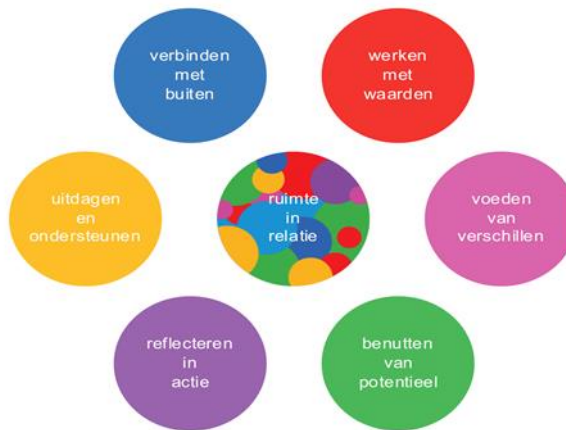 verbinden
met
buiten
werken
met
waarden
uitdagen
en
ondersteunen
ruimte
in
relatie
voeden
van
verschillen
reflecteren
in
actie
benutten
van
potentieel